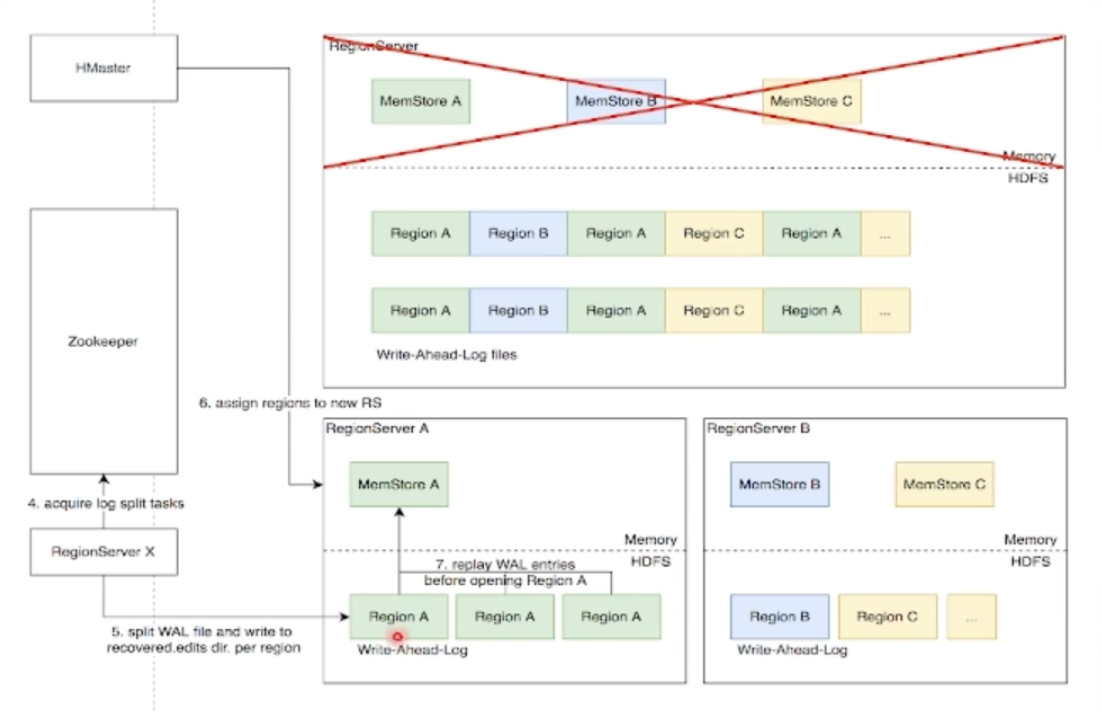 HMaster
RegionServer
MemStore A
MemStore B
MemStore C
Memory
HDFS
Region A
Region B
Region A
Region C
Region A
...
Region A
Region B
Region A
Region C
Region A
...
Write-Ahead-Log files
Zookeeper
6. assign regions to new RS
4. acquire log split tasks
RegionServer X
5. split WAL file and write to
recovered.edits dir. per region
RegionServer A
MemStore A
Memory
HDFS
7. replay WAL entries
before opening Region A
Region A
Region A
Region A
Write-Ahead-Log
RegionServer B
MemStore B
MemStore C
Memory
HDFS
Region B
Region C
...
Write-Ahead-Log